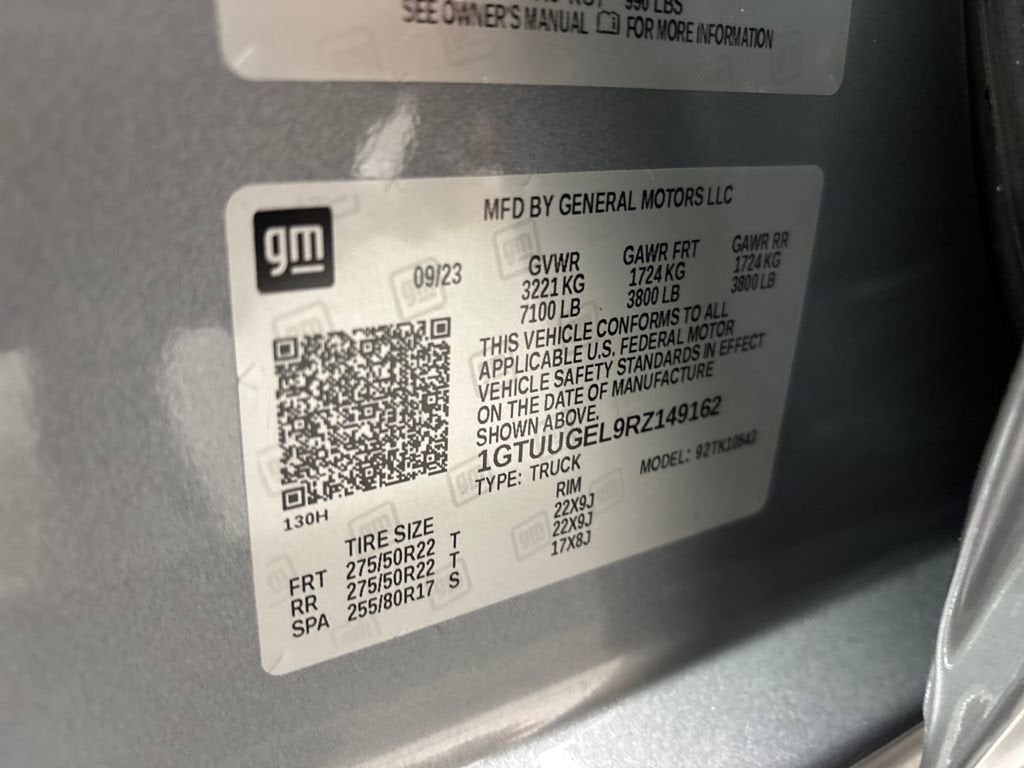 990 LBS
SEE OWNER'S MANUAL FOR MORE INFORMATION
gm
MFD BY GENERAL MOTORS LLC
09/23
GVWR GAWR FRT GAWR RR
3221 KG 1724 KG 1724 KG
7100 LB 3800 LB 3800 LB
THIS VEHICLE CONFORMS TO ALL
APPLICABLE U.S. FEDERAL MOTOR
VEHICLE SAFETY STANDARDS IN EFFECT
ON THE DATE OF MANUFACTURE
SHOWN ABOVE.
1GTUUGEL9RZ149162
TYPE: TRUCK MODEL: 92TK10543
130H
TIRE SIZE RIM
FRT 275/50R22 T 22X9J
RR 275/50R22 T 22X9J
SPA 255/80R17 S 17X8J